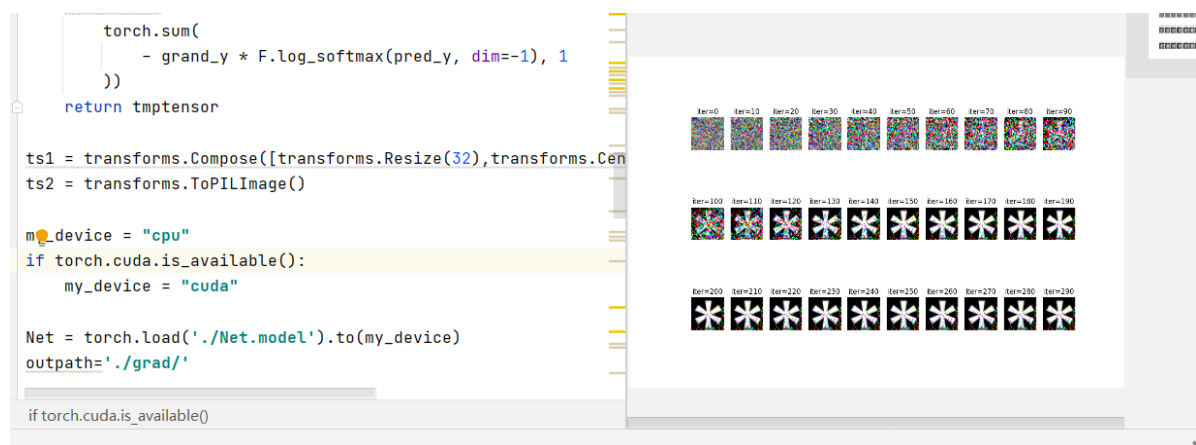 torch.sum(
- grand_y * F.log_softmax(pred_y, dim=-1), 1
))
return tmptensor
ts1 = transforms.Compose([transforms.Resize(32),transforms.Cen
ts2 = transforms.ToPILImage()
my_device = "cpu"
if torch.cuda.is_available():
my_device = "cuda"
Net = torch.load('./Net.model').to(my_device)
outpath='./grad/'
if torch.cuda.is_available()
iter=0 iter=10 iter=20 iter=30 iter=40 iter=50 iter=60 iter=70 iter=80 iter=90
iter=100 iter=110 iter=120 iter=130 iter=140 iter=150 iter=160 iter=170 iter=180 iter=190
iter=200 iter=210 iter=220 iter=230 iter=240 iter=250 iter=260 iter=270 iter=280 iter=290